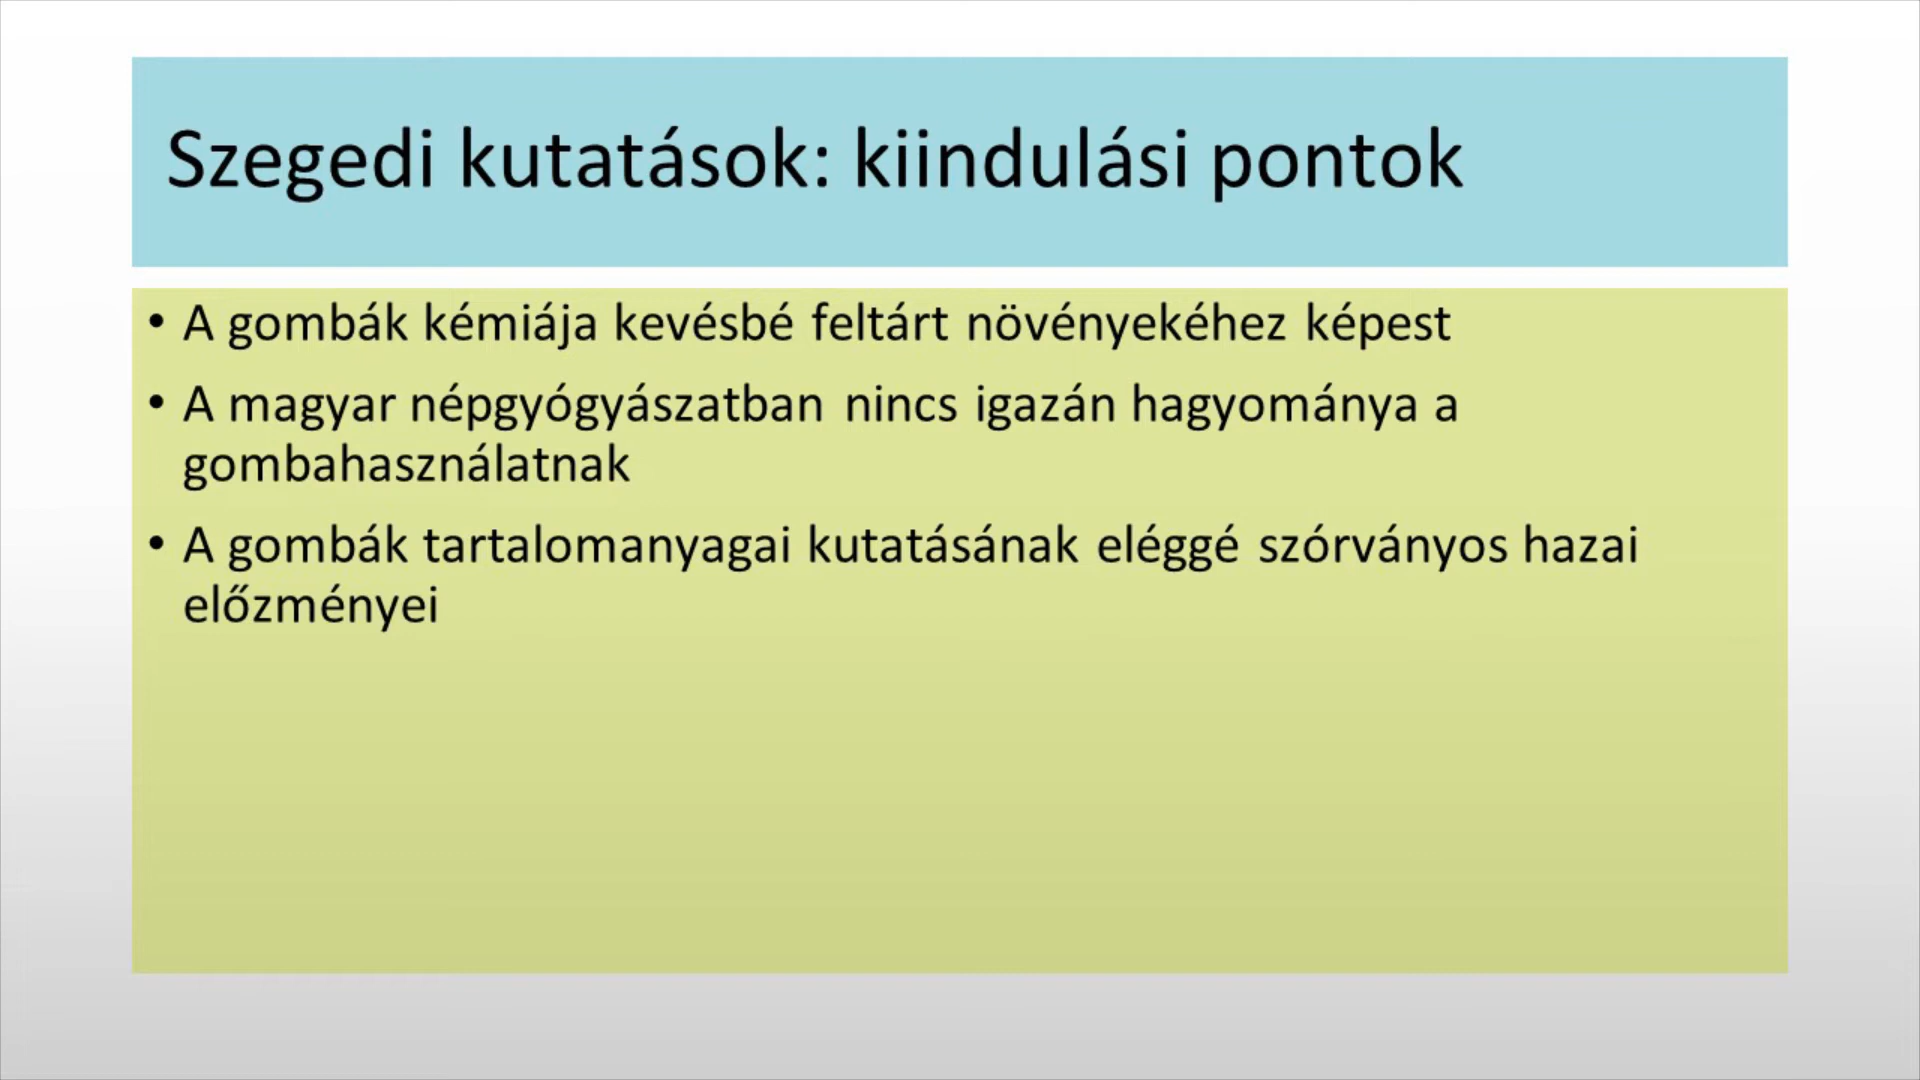 Szegedi kutatások: kiindulási pontok
• A gombák kémiája kevésbé feltárt növényekéhez képest
• A magyar népgyógyászatban nincs igazán hagyománya a
gombahasználatnak
• A gombák tartalomanyagai kutatásának eléggé szórványos hazai
előzményei